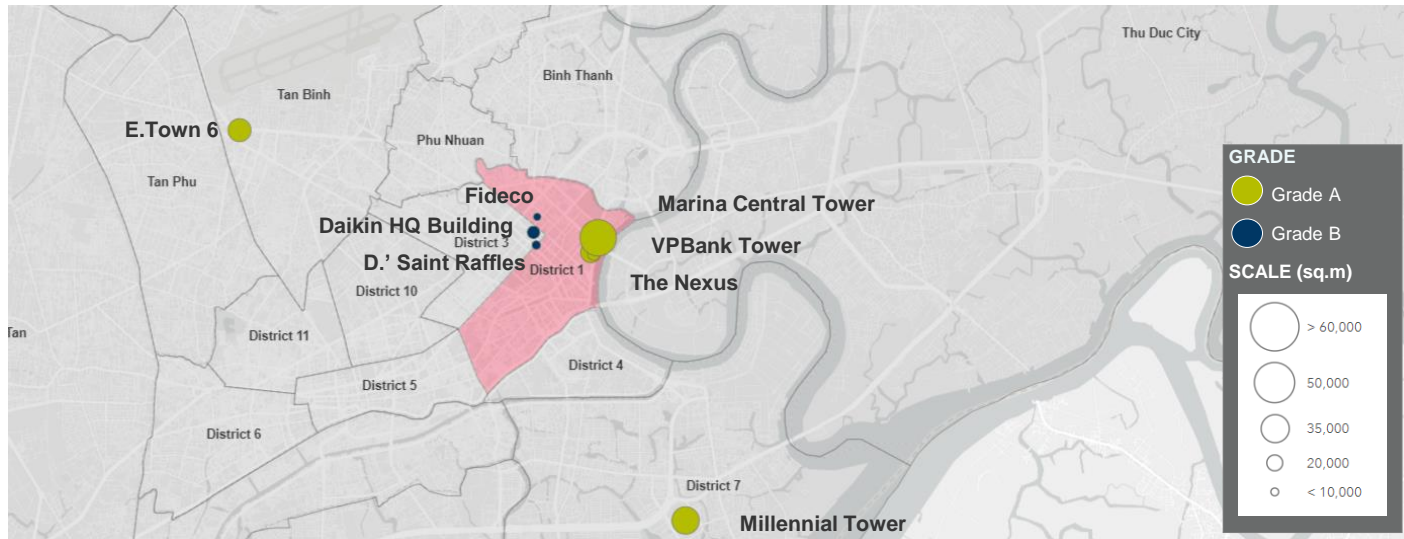 Thu Duc City
Binh Thanh
Tan Binh
E.Town 6
Phu Nhuan
Tan Phu
Fideco
Marina Central Tower
Daikin HQ Building
District 3
VPBank Tower
D.' Saint Raffles
District 1
The Nexus
District 10
Tan
District 11
District 4
District 5
District 6
District 7
Millennial Tower
GRADE
Grade A
Grade B
SCALE (sq.m)
> 60,000
50,000
35,000
20,000
< 10,000